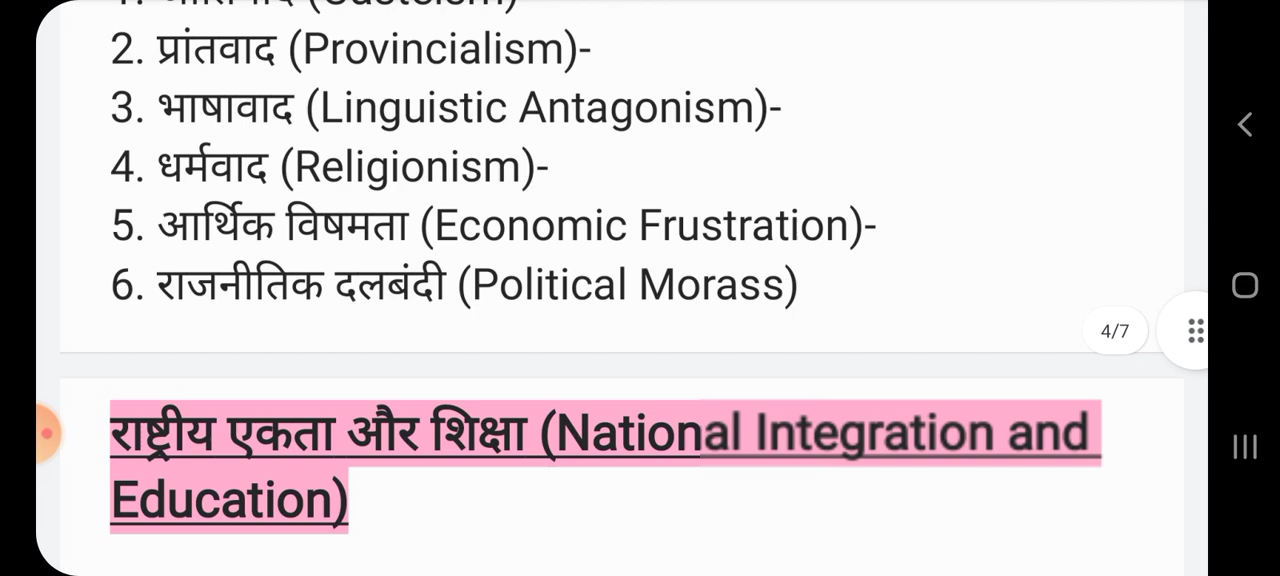 2. प्रांतवाद (Provincialism)-
3. भाषावाद (Linguistic Antagonism)-
4. धर्मवाद (Religionism)-
5. आर्थिक विषमता (Economic Frustration)-
6. राजनीतिक दलबंदी (Political Morass)
4/7
राष्ट्रीय एकता और शिक्षा (National Integration and
Education)